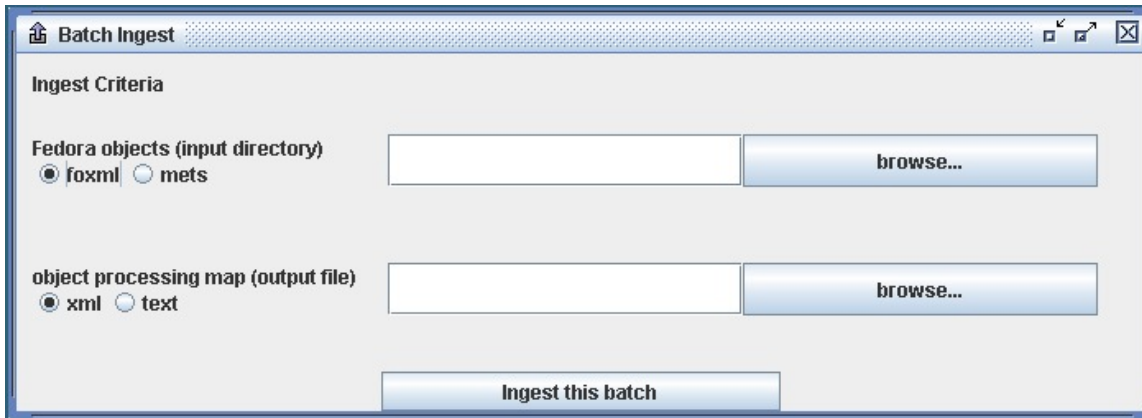 Batch Ingest
Ingest Criteria
Fedora objects (input directory)
foxml mets
browse...
object processing map (output file)
xml text
browse...
Ingest this batch